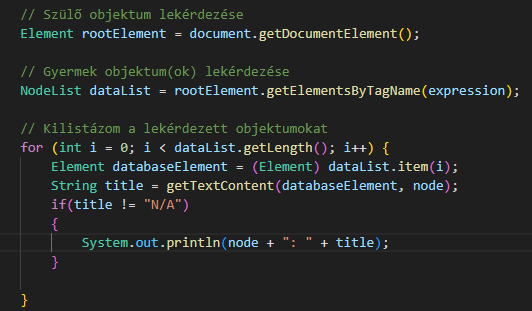 // Szülő objektum lekérdezése
Element rootElement = document.getDocumentElement();
// Gyermek objektum(ok) lekérdezése
NodeList dataList = rootElement.getElementsByTagName(expression);
// Kilistázom a lekérdezett objektumokat
for (int i = 0; i < dataList.getLength(); i++) {
    Element databaseElement = (Element) dataList.item(i);
    String title = getTextContent(databaseElement, node);
    if(title != "N/A")
    {
        System.out.println(node + ": " + title);
    }
}